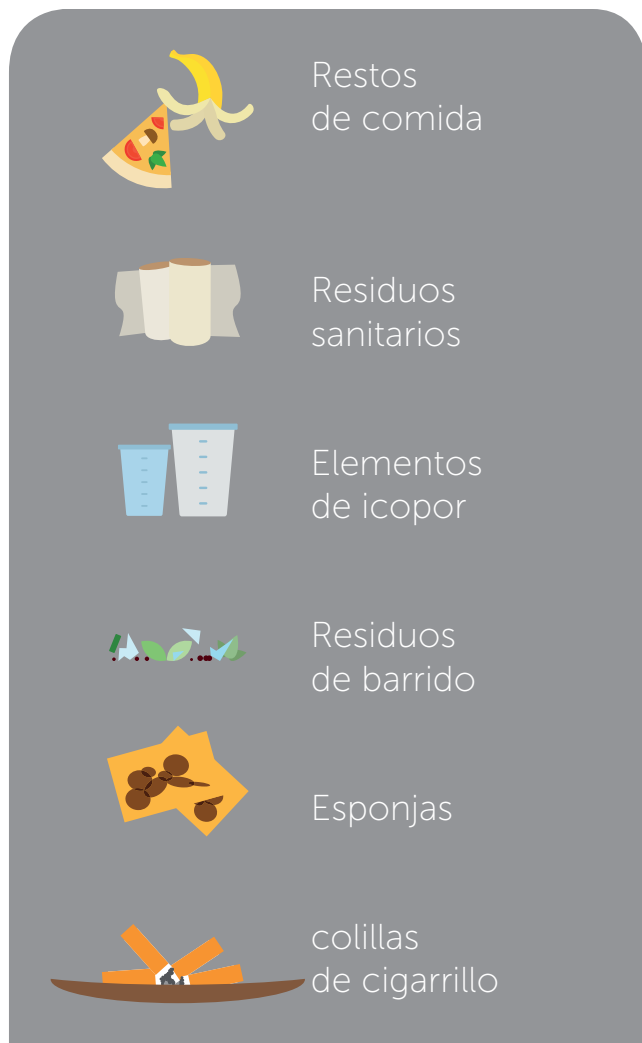 Restos
de comida
Residuos
sanitarios
Elementos
de icopor
Residuos
de barrido
Esponjas
colillas
de cigarrillo